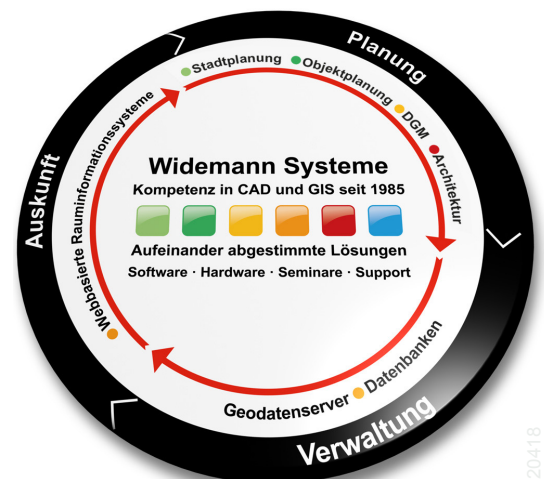 Planung
Stadtplanung
Objektplanung
DGM
Architektur
Auskunft
Webbasierte Rauminformationssysteme
Widemann Systeme
Kompetenz in CAD und GIS seit 1985
Aufeinander abgestimmte Lösungen
Software · Hardware · Seminare · Support
Geodatenserver
Datenbanken
Verwaltung
20418